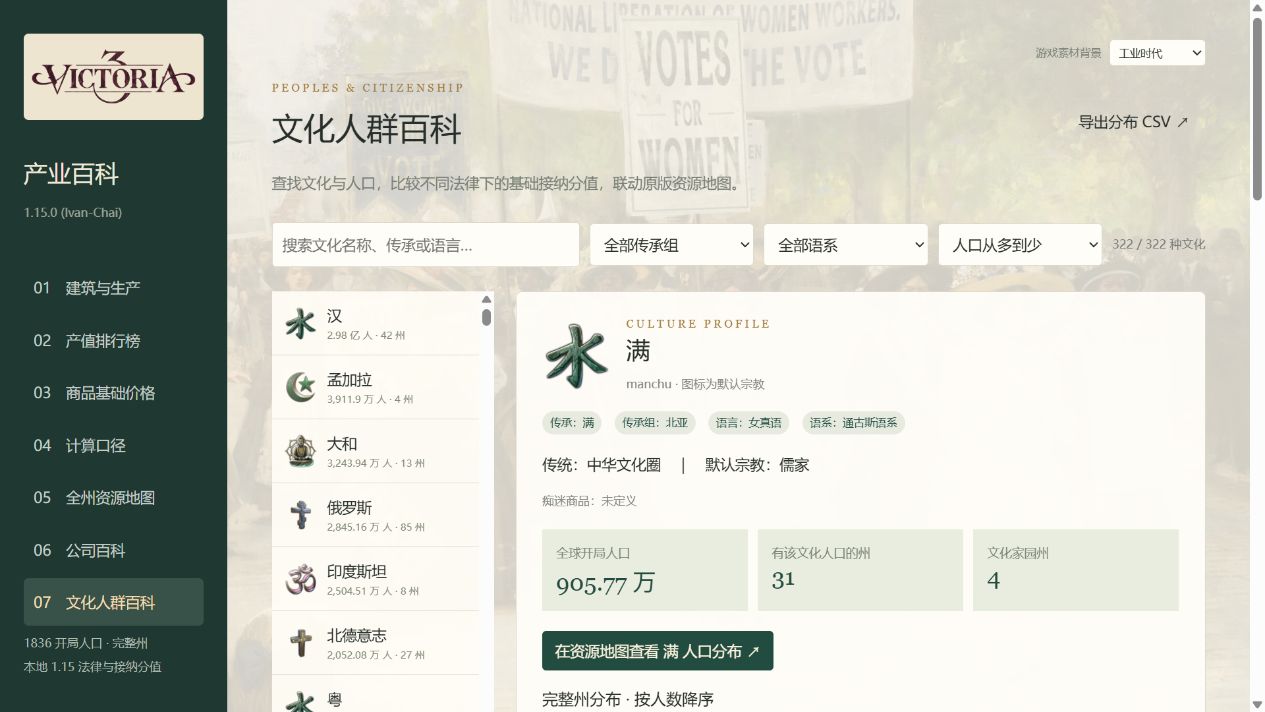 VICTORIA
3
产业百科
1.15.0 (Ivan-Chai)
01 建筑与生产
02 产值排行榜
03 商品基础价格
04 计算口径
05 全州资源地图
06 公司百科
07 文化人群百科
1836 开局人口 · 完整州
本地 1.15 法律与接纳分值
NATIONAL LIBERATION OF WOMEN WORKERS.
WE D
THE VOTE
VOTES
FOR
WOMEN
游戏素材背景 工业时代
PEOPLES & CITIZENSHIP
文化人群百科
导出分布 CSV ↗
查找文化与人口，比较不同法律下的基础接纳分值，联动原版资源地图。
搜索文化名称、传承或语言...
全部传承组
全部语系
人口从多到少
322 / 322 种文化
汉
2.98 亿 人 · 42 州
孟加拉
3,911.9 万 人 · 4 州
大和
3,243.94 万 人 · 13 州
俄罗斯
2,845.16 万 人 · 85 州
印度斯坦
2,504.51 万 人 · 8 州
北德意志
2,052.08 万 人 · 27 州
粤
CULTURE PROFILE
满
manchu · 图标为默认宗教
传承：满
传承组：北亚
语言：女真语
语系：通古斯语系
传统：中华文化圈 | 默认宗教：儒家
痴迷商品：未定义
全球开局人口
905.77 万
有该文化人口的州
31
文化家园州
4
在资源地图查看 满 人口分布 ↗
完整州分布 · 按人数降序